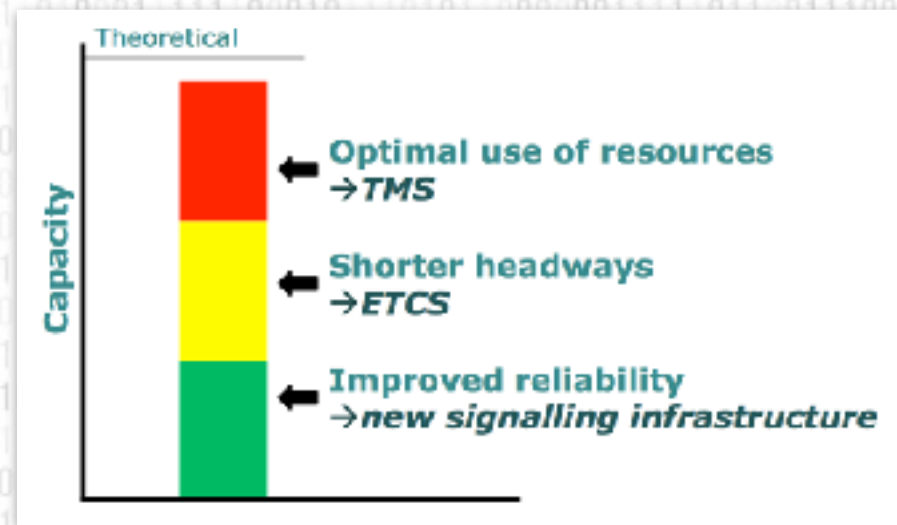 Theoretical
Capacity
Optimal use of resources
→TMS
Shorter headways
→ETCS
Improved reliability
→new signalling infrastructure